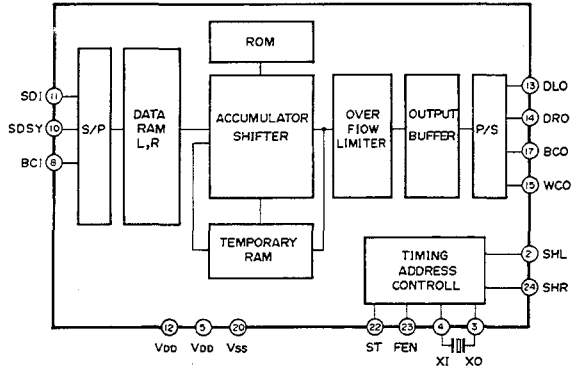 ROM
SDI 11
SDSY 10
BCI 8
S/P
DATA
RAM
L,R
ACCUMULATOR
SHIFTER
OVER
FLOW
LIMITER
OUTPUT
BUFFER
P/S
13 DLO
14 DRO
17 BCO
15 WCO
TEMPORARY
RAM
TIMING
ADDRESS
CONTROLL
2 SHL
24 SHR
12 5 20 22 23 4 3
VDD VDD VSS ST FEN
XI XO